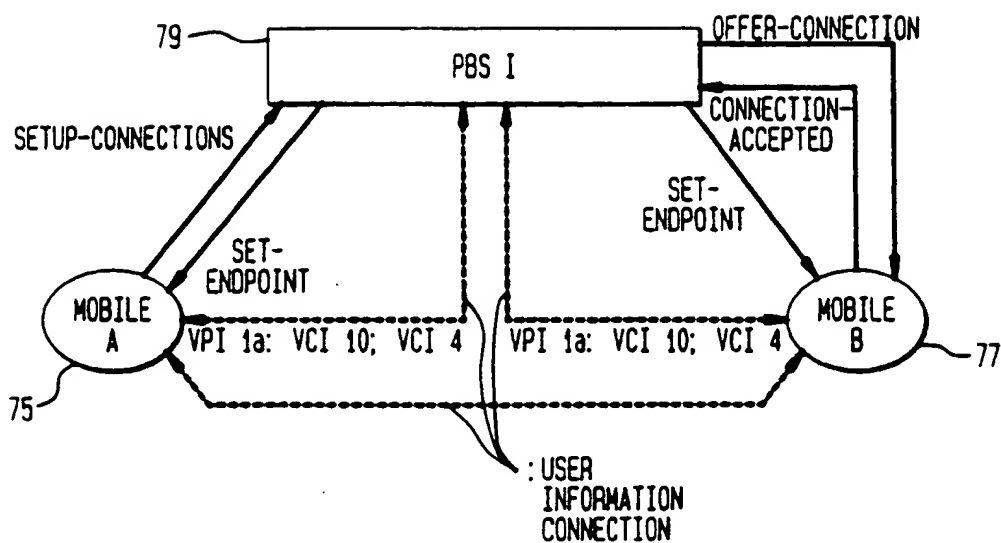 79
PBS I
OFFER-CONNECTION
CONNECTION-
ACCEPTED
SETUP-CONNECTIONS
SET-
ENDPOINT
SET-
ENDPOINT
MOBILE
A
VPI 1a: VCI 10; VCI 4
VPI 1a: VCI 10; VCI 4
MOBILE
B
75
77
: USER
INFORMATION
CONNECTION